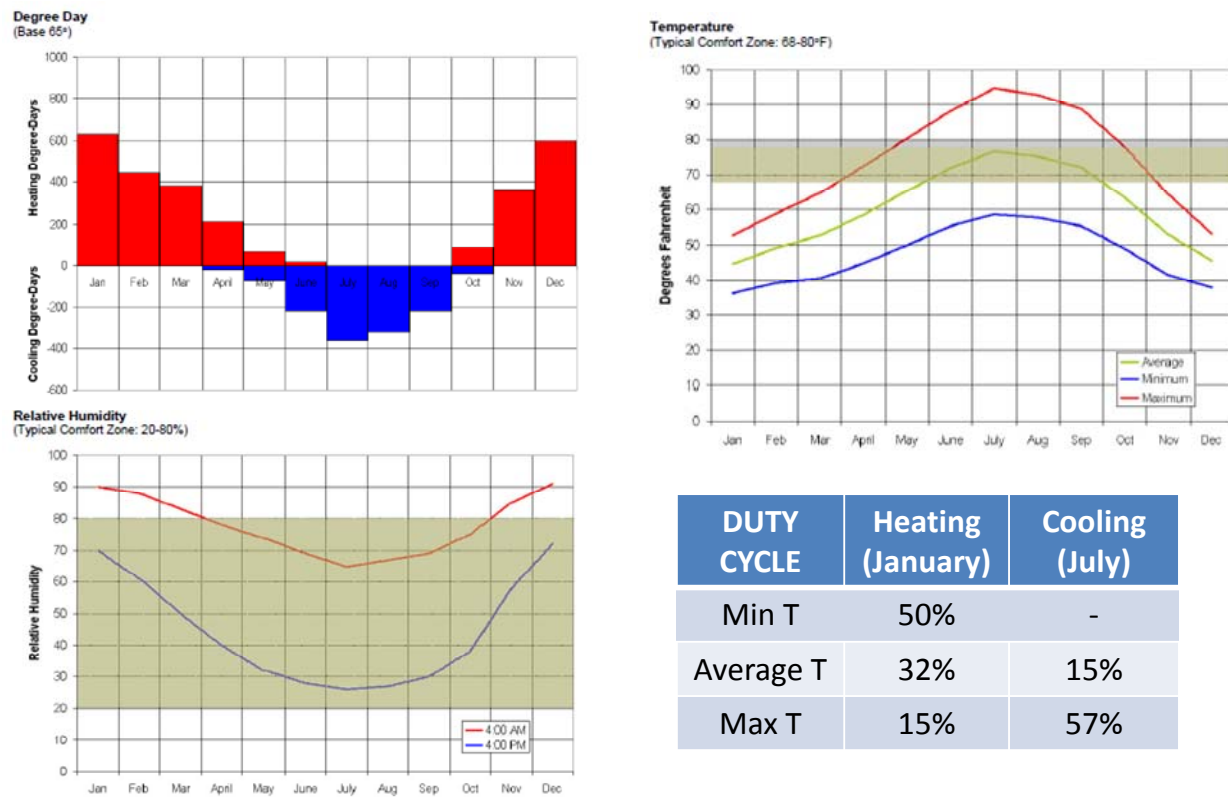 Degree Day
(Base 65º)
Heating Degree-Days
Cooling Degree-Days
1000
800
600
400
200
0
-200
-400
-600
Jan Feb Mar April May June July Aug Sep Oct Nov Dec
Temperature
(Typical Comfort Zone: 68-80ºF)
Degrees Fahrenheit
100
90
80
70
60
50
40
30
20
10
0
Average
Minimum
Maximum
Jan Feb Mar April May June July Aug Sep Oct Nov Dec
Relative Humidity
(Typical Comfort Zone: 20-80%)
Relative Humidity
100
90
80
70
60
50
40
30
20
10
0
4:00 AM
4:00 PM
Jan Feb Mar April May June July Aug Sep Oct Nov Dec
DUTY Heating Cooling
CYCLE (January) (July)
Min T 50% -
Average T 32% 15%
Max T 15% 57%